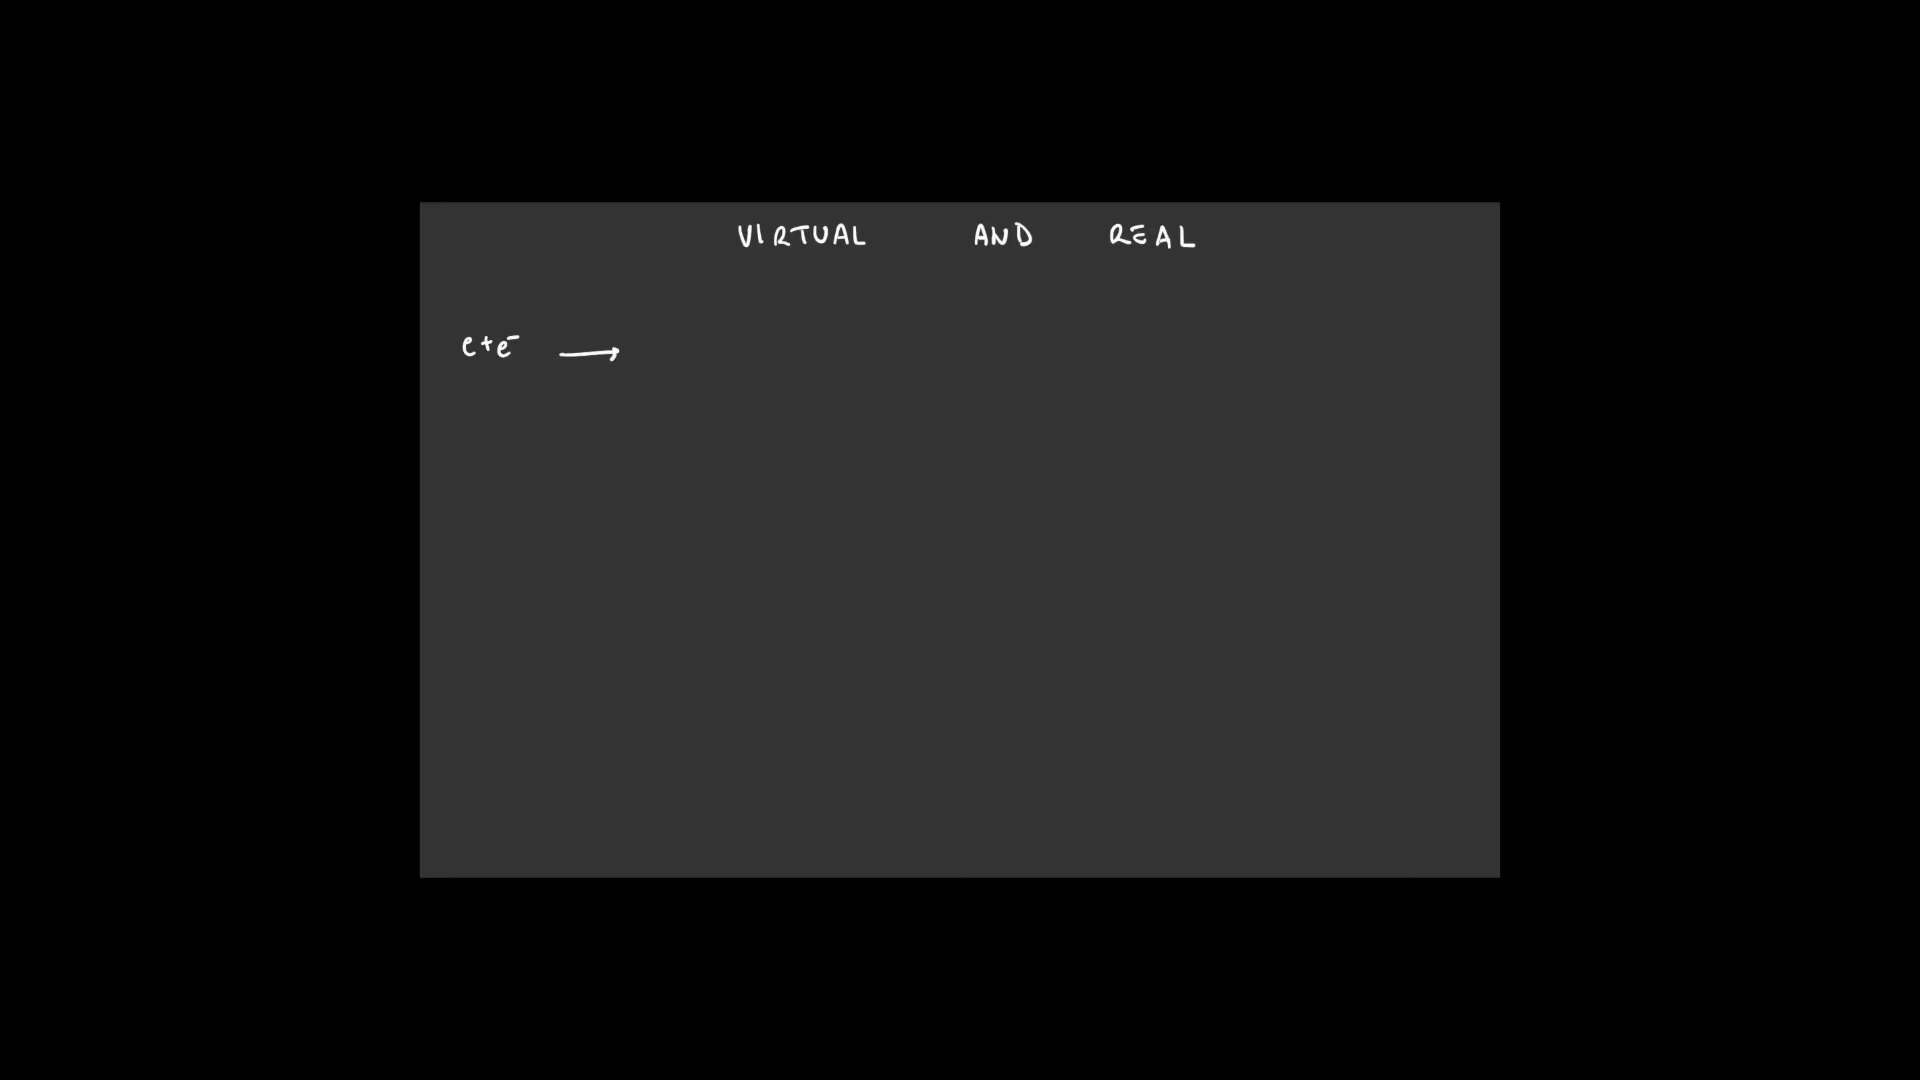 VIRTUAL AND REAL
e+e⁻ →